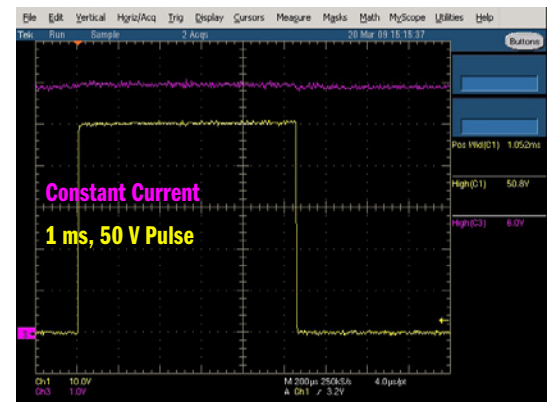 File Edit Vertical Horiz/Acq Trig Display Cursors Measure Masks Math MyScope Utilities Help
Tek Run Sample 2 Acqs 20 Mar 09 15:15:37
Buttons
Pos Wid(C1) 1.052ms
High(C1) 50.8V
Constant Current
High(C3) 6.0V
1 ms, 50 V Pulse
Ch1 10.0V M 200µs 250kS/s 4.0µs/pt
Ch3 1.0V A Ch1 3.2V